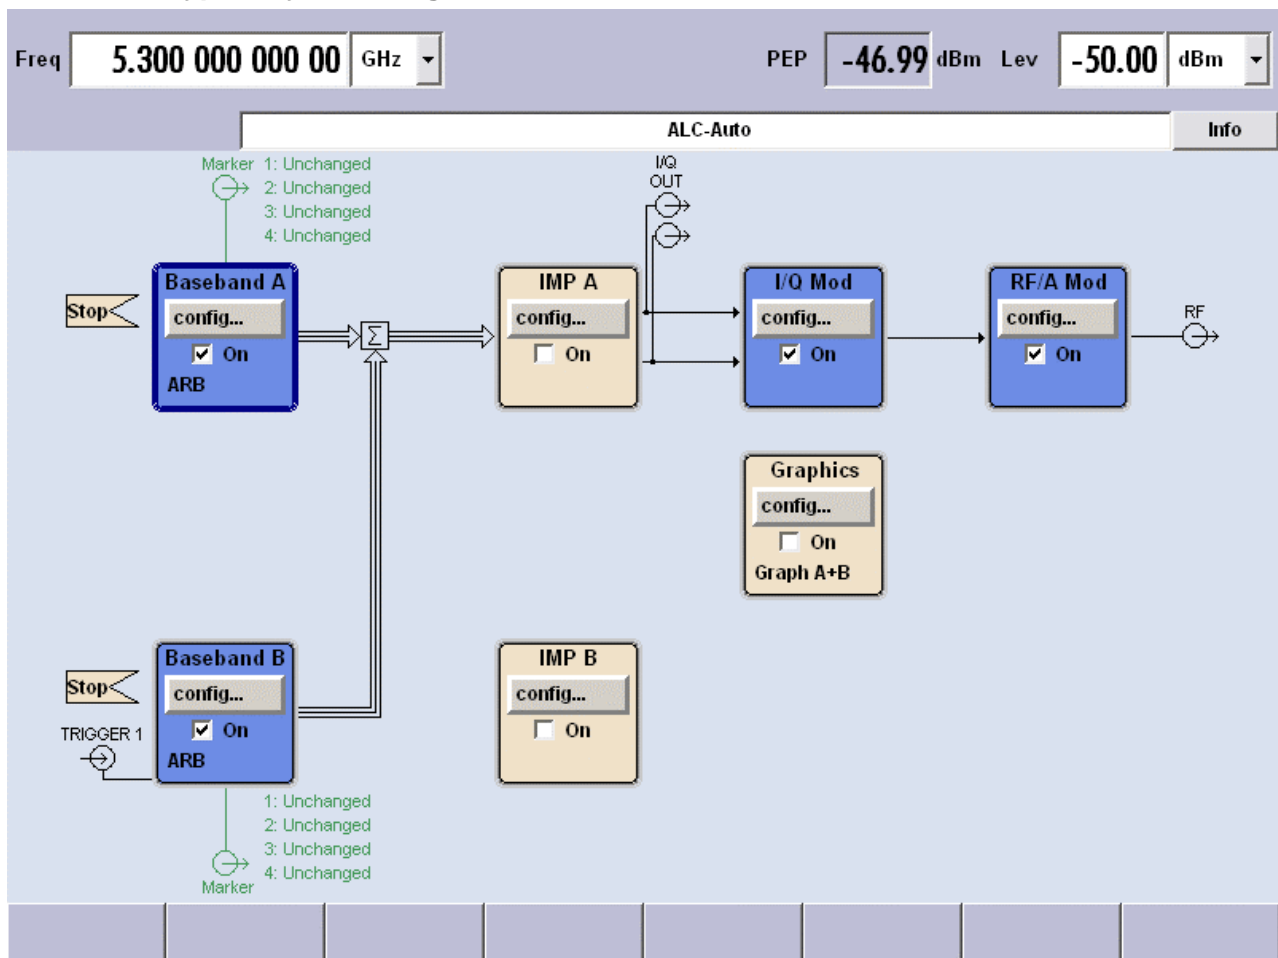 Freq 5.300 000 000 00 GHz PEP -46.99 dBm Lev -50.00 dBm
ALC-Auto Info
Marker 1: Unchanged
2: Unchanged
3: Unchanged
4: Unchanged
I/Q
OUT
Baseband A
config...
On
ARB
Stop
Σ
IMP A
config...
On
I/Q Mod
config...
On
RF/A Mod
config...
On
RF
Graphics
config...
On
Graph A+B
Baseband B
config...
On
ARB
Stop
TRIGGER 1
IMP B
config...
On
1: Unchanged
2: Unchanged
3: Unchanged
4: Unchanged
Marker